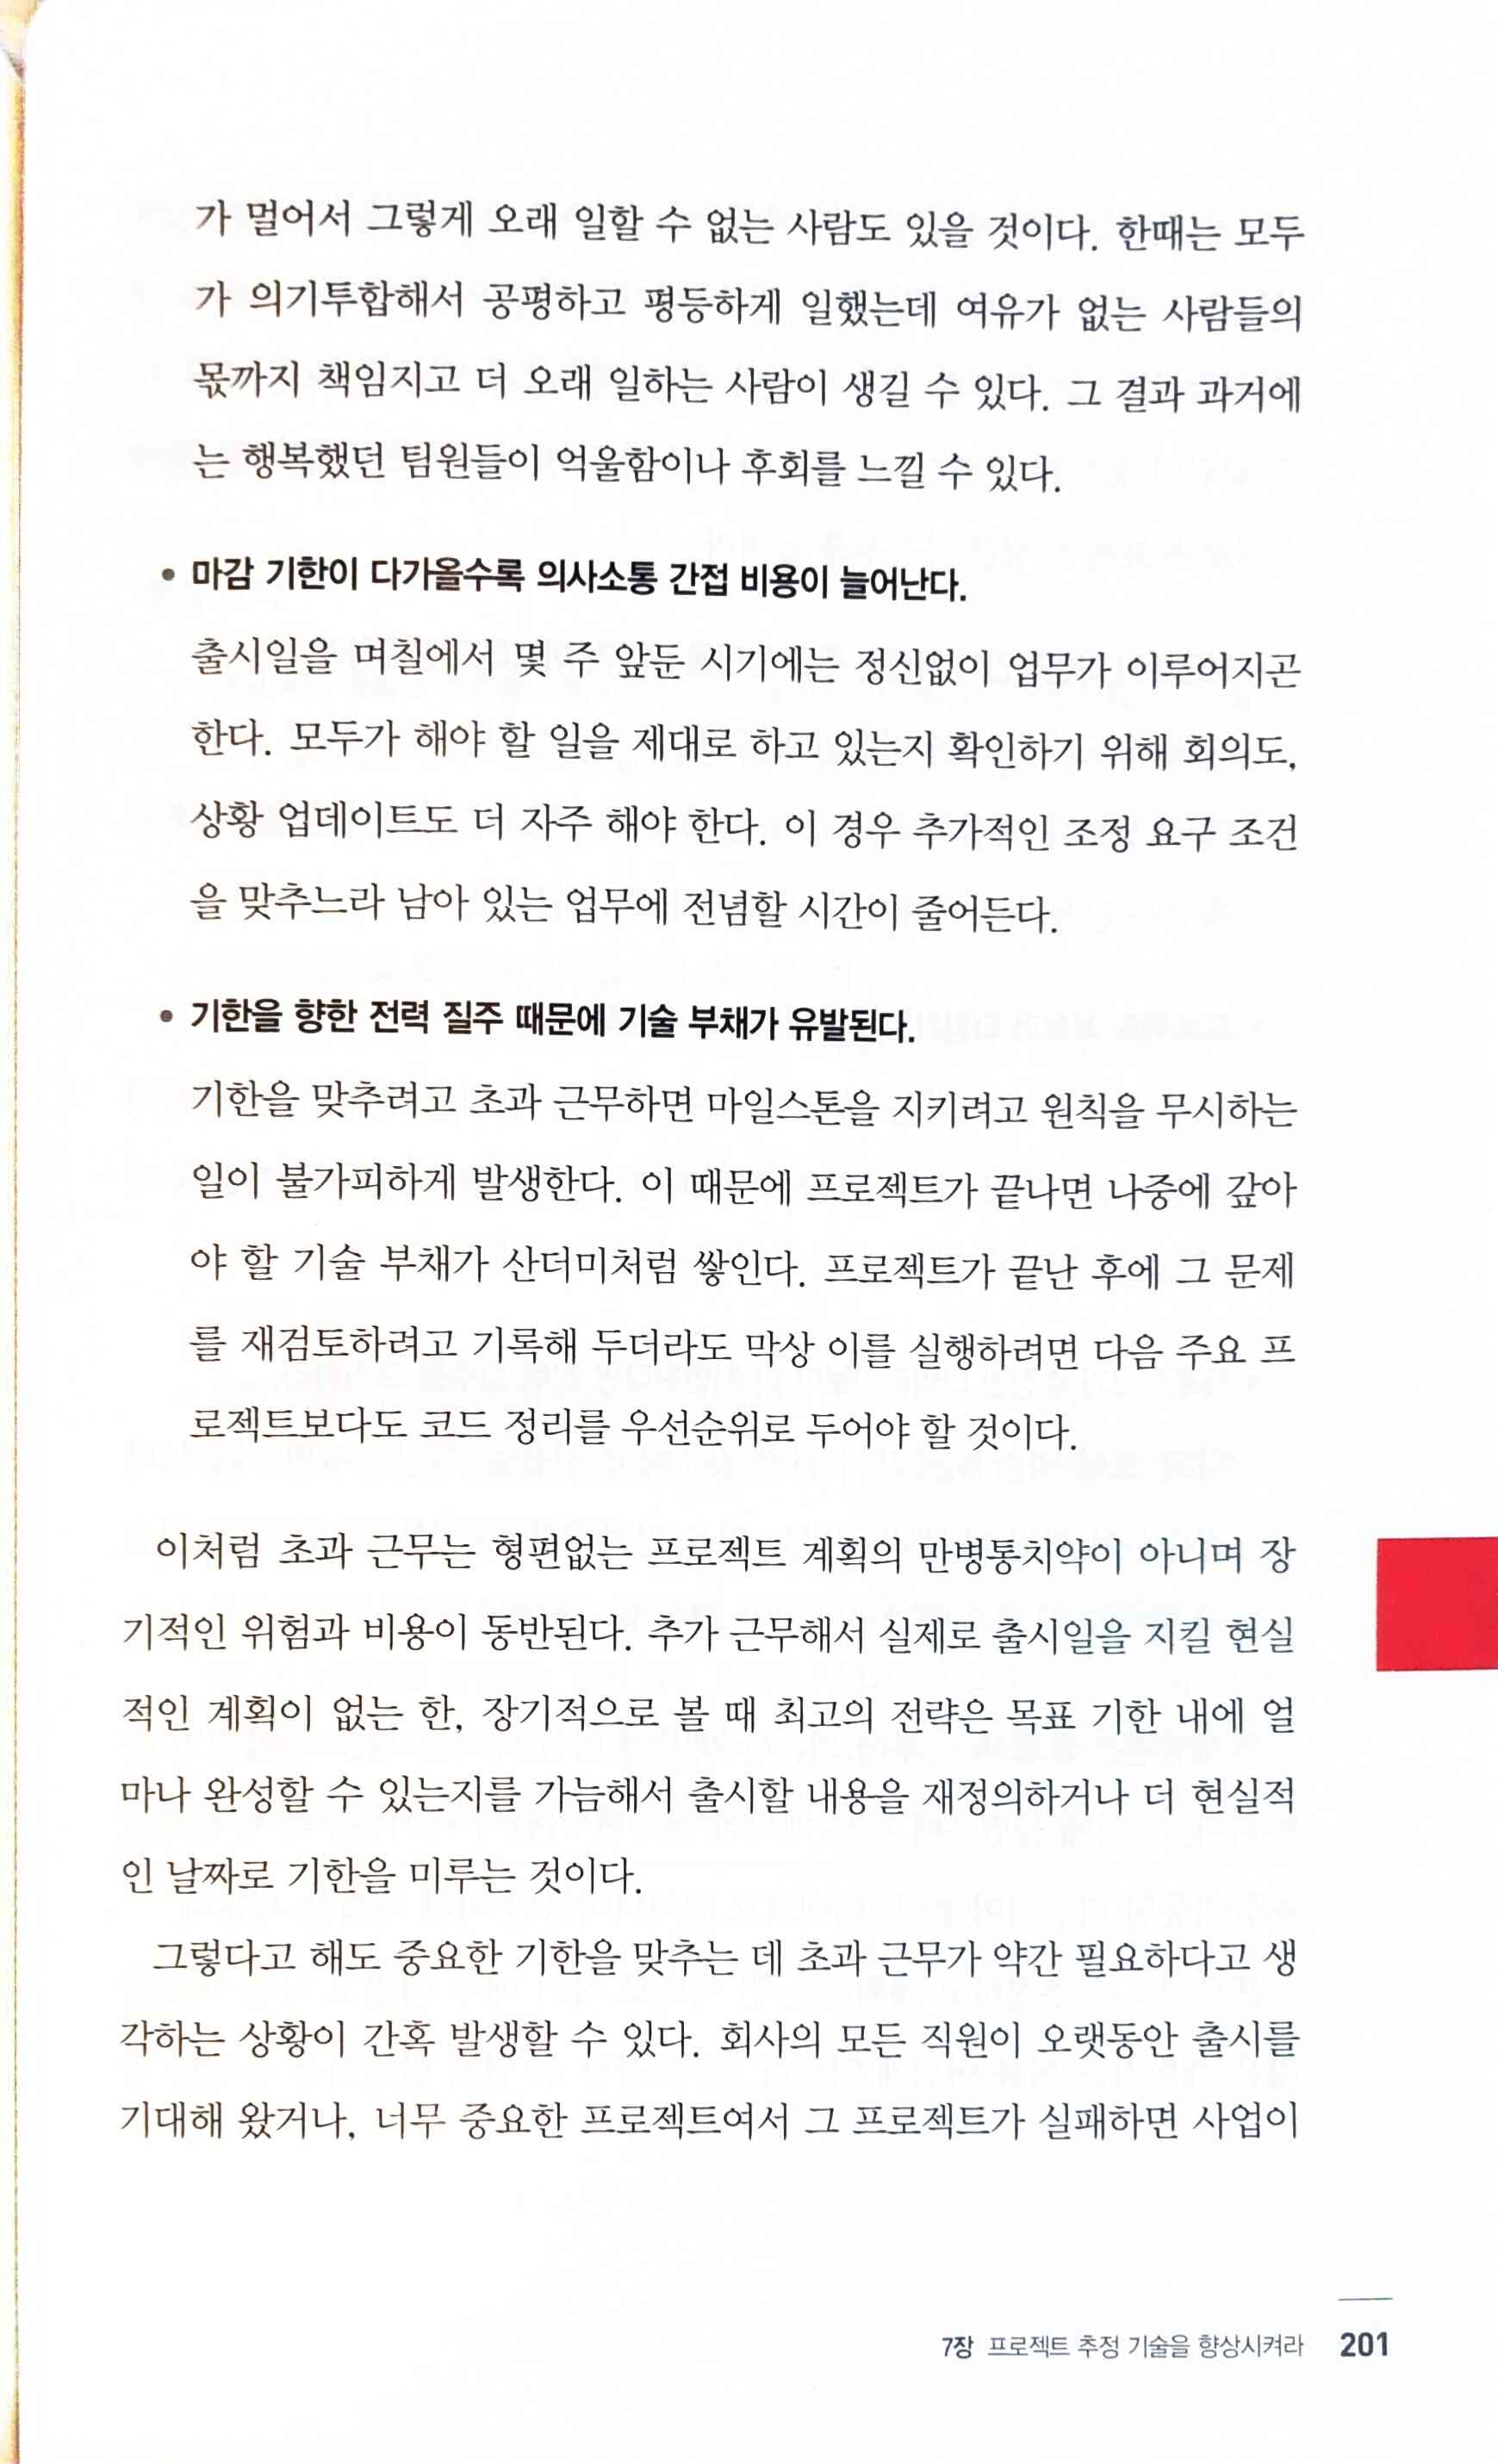 가 멀어서 그렇게 오래 일할 수 없는 사람도 있을 것이다. 한때는 모두
가 의기투합해서 공평하고 평등하게 일했는데 여유가 없는 사람들의
몫까지 책임지고 더 오래 일하는 사람이 생길 수 있다. 그 결과 과거에
는 행복했던 팀원들이 억울함이나 후회를 느낄 수 있다.
• 마감 기한이 다가올수록 의사소통 간접 비용이 늘어난다.
출시일을 며칠에서 몇 주 앞둔 시기에는 정신없이 업무가 이루어지곤
한다. 모두가 해야 할 일을 제대로 하고 있는지 확인하기 위해 회의도,
상황 업데이트도 더 자주 해야 한다. 이 경우 추가적인 조정 요구 조건
을 맞추느라 남아 있는 업무에 전념할 시간이 줄어든다.
• 기한을 향한 전력 질주 때문에 기술 부채가 유발된다.
기한을 맞추려고 초과 근무하면 마일스톤을 지키려고 원칙을 무시하는
일이 불가피하게 발생한다. 이 때문에 프로젝트가 끝나면 나중에 갚아
야 할 기술 부채가 산더미처럼 쌓인다. 프로젝트가 끝난 후에 그 문제
를 재검토하려고 기록해 두더라도 막상 이를 실행하려면 다음 주요 프
로젝트보다도 코드 정리를 우선순위로 두어야 할 것이다.
이처럼 초과 근무는 형편없는 프로젝트 계획의 만병통치약이 아니며 장
기적인 위험과 비용이 동반된다. 추가 근무해서 실제로 출시일을 지킬 현실
적인 계획이 없는 한, 장기적으로 볼 때 최고의 전략은 목표 기한 내에 얼
마나 완성할 수 있는지를 가늠해서 출시할 내용을 재정의하거나 더 현실적
인 날짜로 기한을 미루는 것이다.
그렇다고 해도 중요한 기한을 맞추는 데 초과 근무가 약간 필요하다고 생
각하는 상황이 간혹 발생할 수 있다. 회사의 모든 직원이 오랫동안 출시를
기대해 왔거나, 너무 중요한 프로젝트여서 그 프로젝트가 실패하면 사업이
7장 프로젝트 추정 기술을 향상시켜라 201